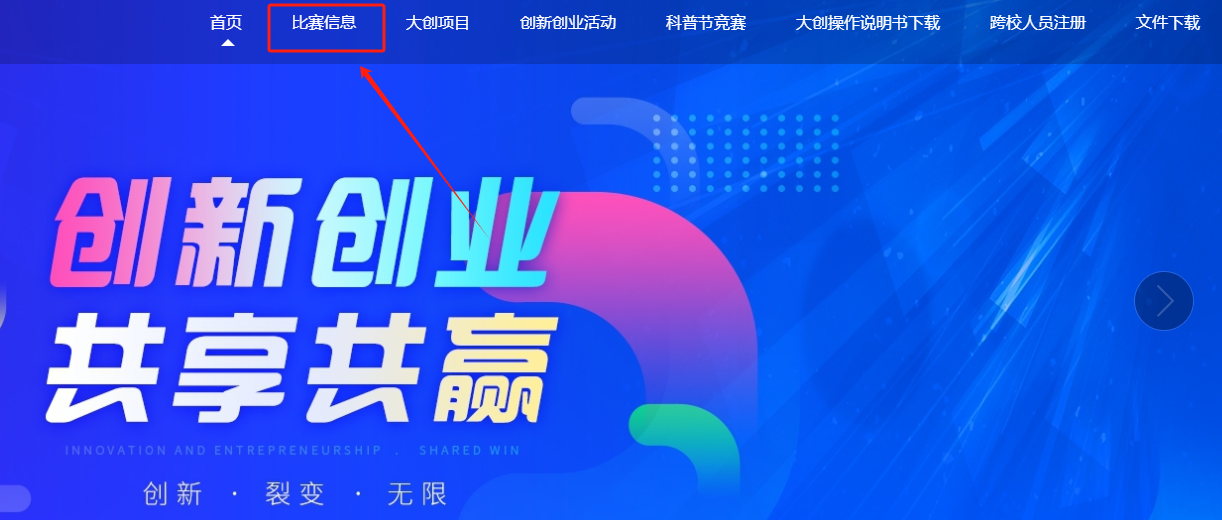 首页 比赛信息 大创项目 创新创业活动 科普节竞赛 大创操作说明书下载 跨校人员注册 文件下载
创新创业
共享共赢
INNOVATION AND ENTREPRENEURSHIP . SHARED WIN
创新 · 裂变 · 无限